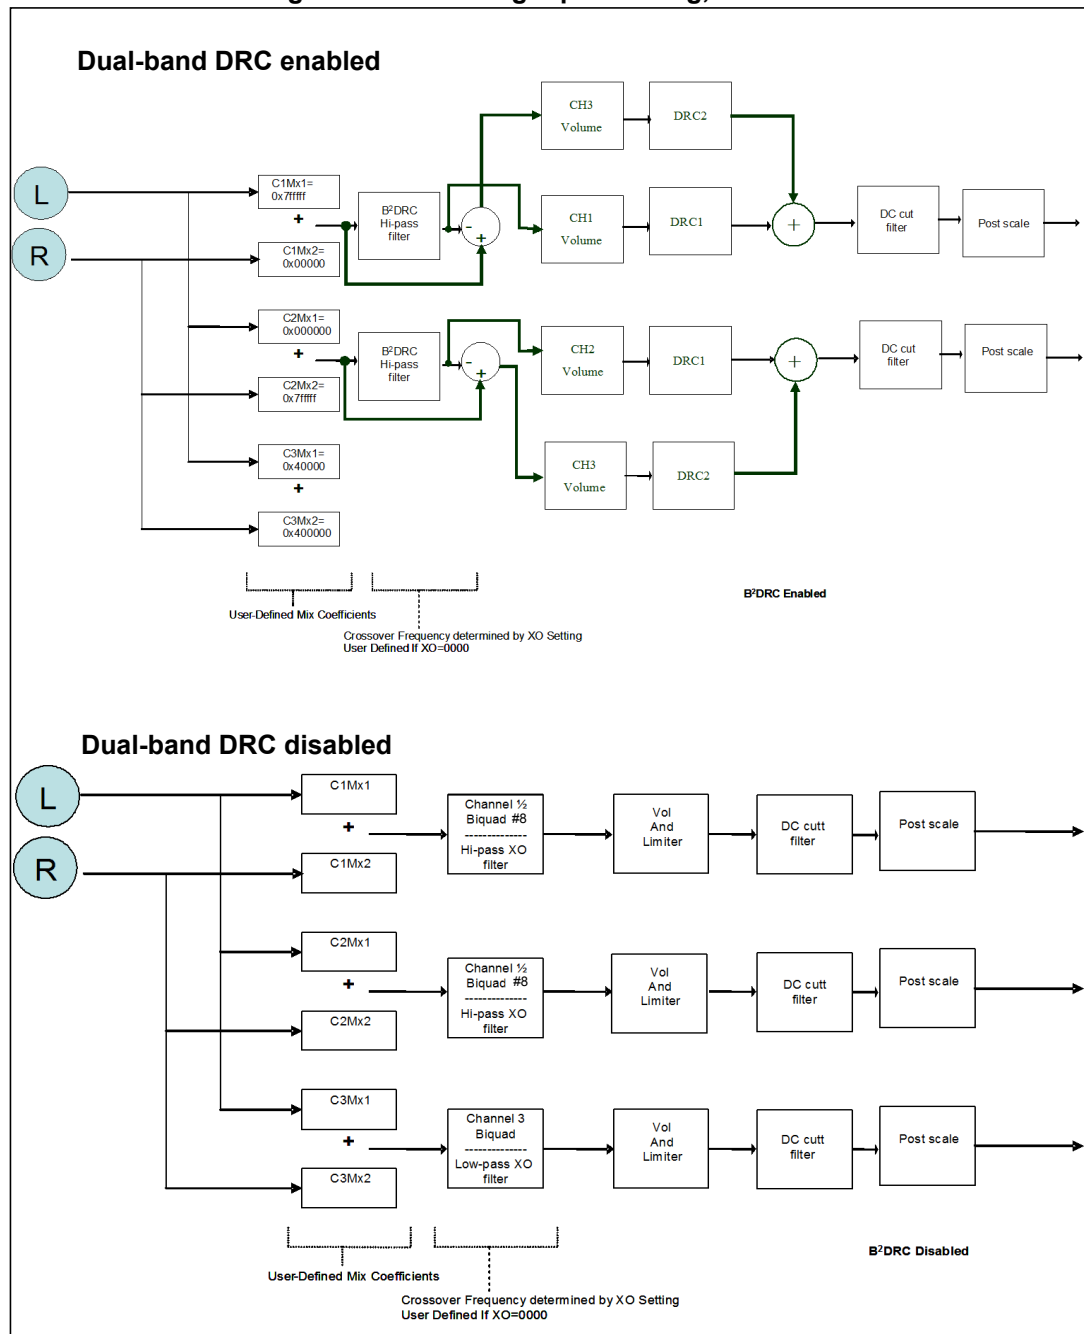 Dual-band DRC enabled
L
R
C1Mx1=
0x7fffff
+
C1Mx2=
0x00000
B²DRC
Hi-pass
filter
-
+
CH3
Volume
DRC2
CH1
Volume
DRC1
+
DC cut
filter
Post scale
C2Mx1=
0x000000
+
C2Mx2=
0x7fffff
B²DRC
Hi-pass
filter
-
+
CH2
Volume
DRC1
+
DC cut
filter
Post scale
C3Mx1=
0x40000
+
C3Mx2=
0x400000
CH3
Volume
DRC2
User-Defined Mix Coefficients
Crossover Frequency determined by XO Setting
User Defined If XO=0000
B²DRC Enabled
Dual-band DRC disabled
L
R
C1Mx1
+
C1Mx2
Channel ½
Biquad #8
--------------
Hi-pass XO
filter
Vol
And
Limiter
DC cutt
filter
Post scale
C2Mx1
+
C2Mx2
Channel ½
Biquad #8
--------------
Hi-pass XO
filter
Vol
And
Limiter
DC cutt
filter
Post scale
C3Mx1
+
C3Mx2
Channel 3
Biquad
--------------
Low-pass XO
filter
Vol
And
Limiter
DC cutt
filter
Post scale
User-Defined Mix Coefficients
Crossover Frequency determined by XO Setting
User Defined If XO=0000
B²DRC Disabled